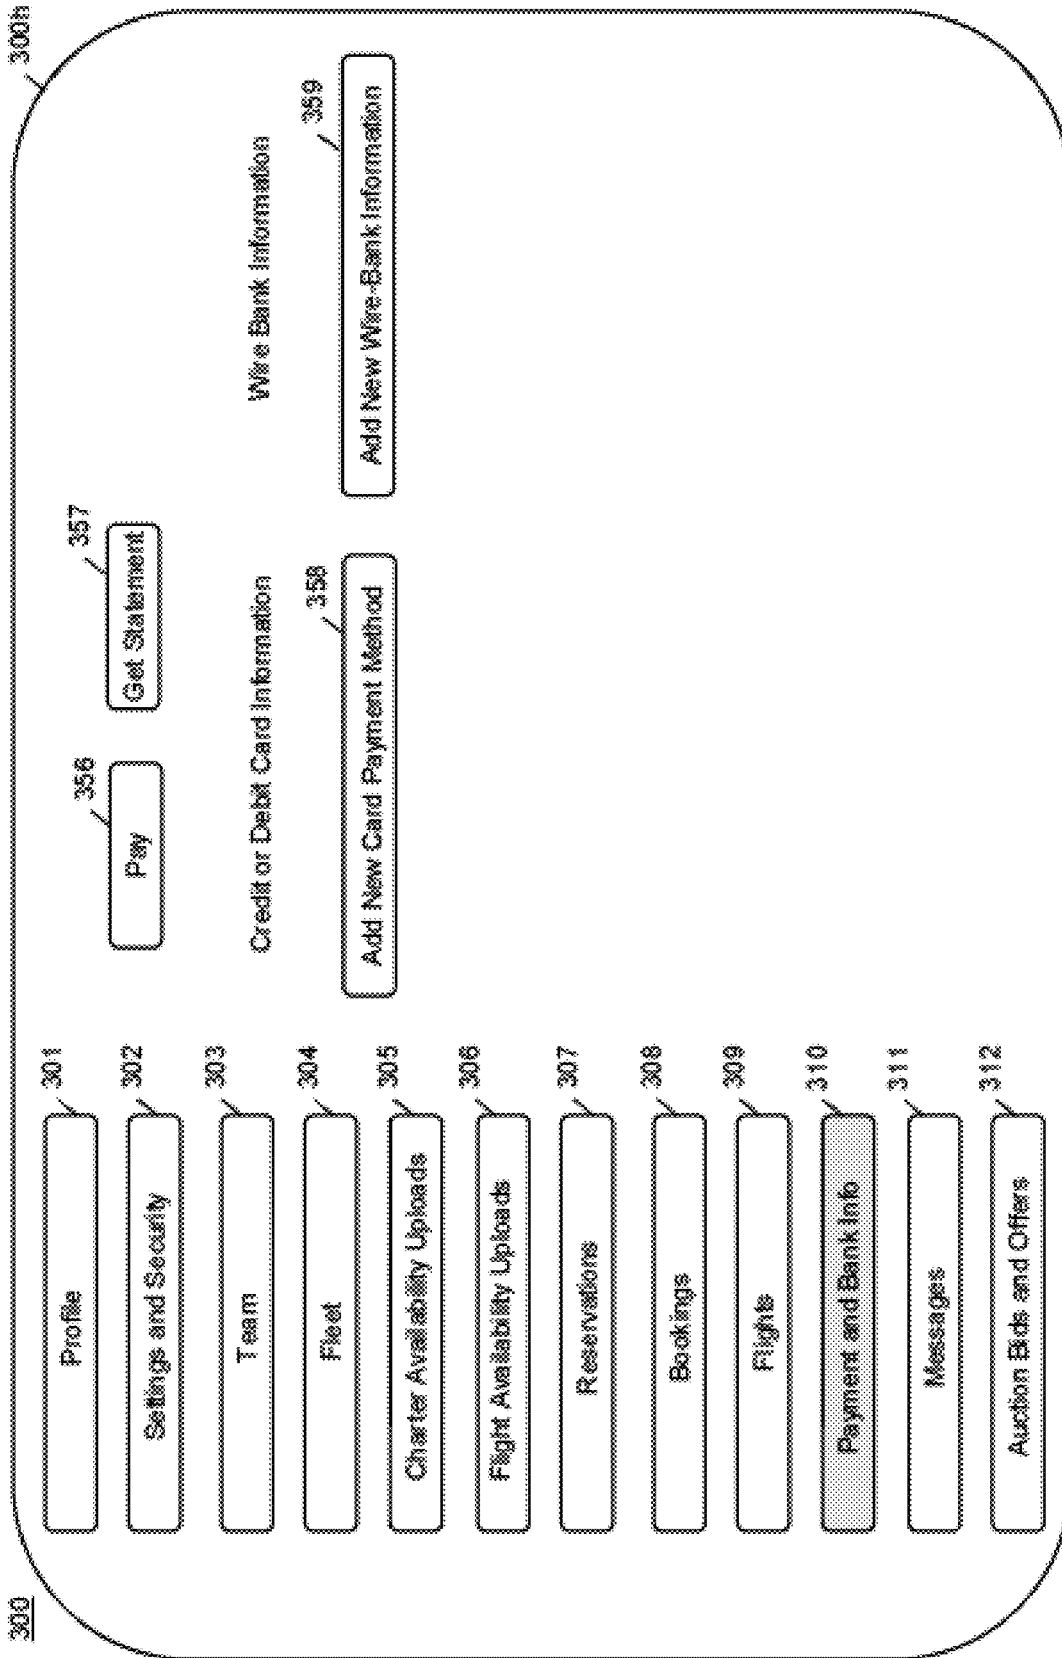 300
300h
Profile
301
Settings and Security
302
Team
303
Fleet
304
Charter Availability Uploads
305
Flight Availability Uploads
306
Reservations
307
Bookings
308
Flights
309
Payment and Bank Info
310
Messages
311
Auction Bids and Offers
312
Pay
356
Get Statement
357
Credit or Debit Card Information
Wire Bank Information
Add New Card Payment Method
358
Add New Wire-Bank Information
359